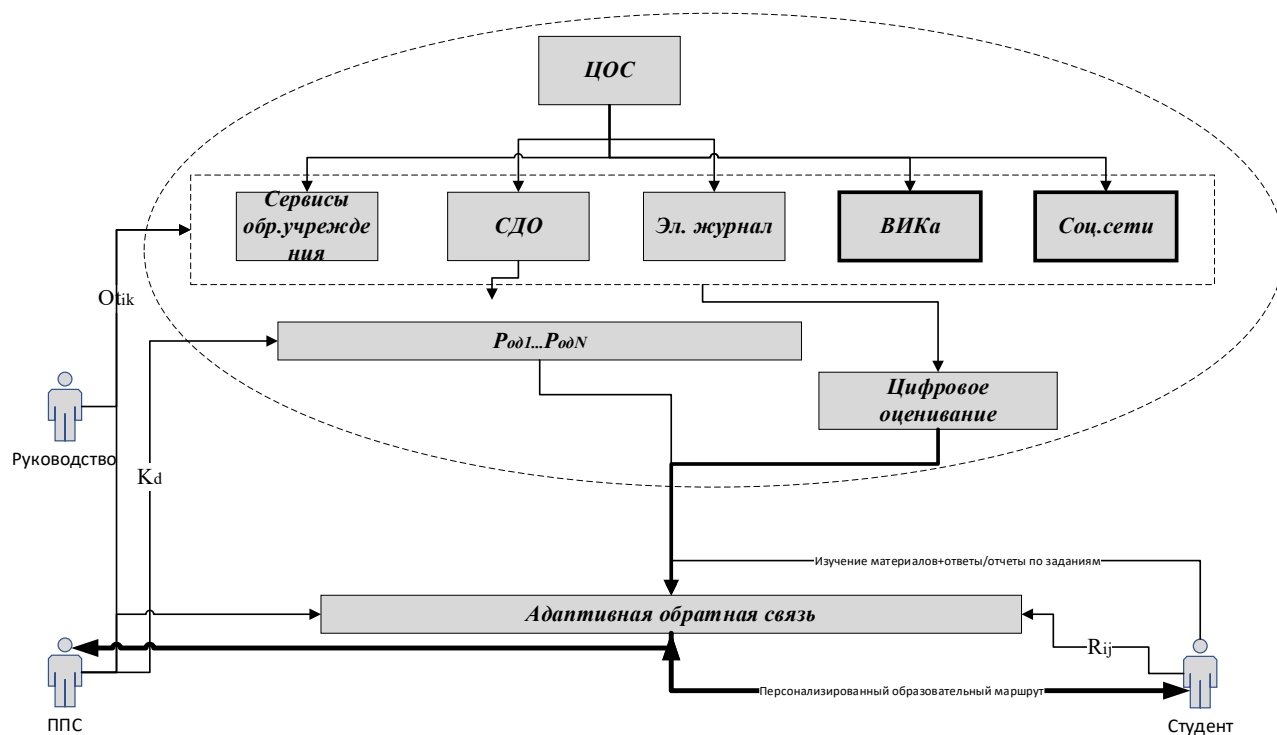 ЦОС
Сервисы
обр.учрежде
ния
СДО
Эл. журнал
ВИКа
Соц.сети
Otik
Pод1...PодN
Цифровое
оценивание
Руководство
Kd
Изучение материалов+ответы/отчеты по заданиям
Адаптивная обратная связь
Rij
Персонализированный образовательный маршрут
ППС
Студент